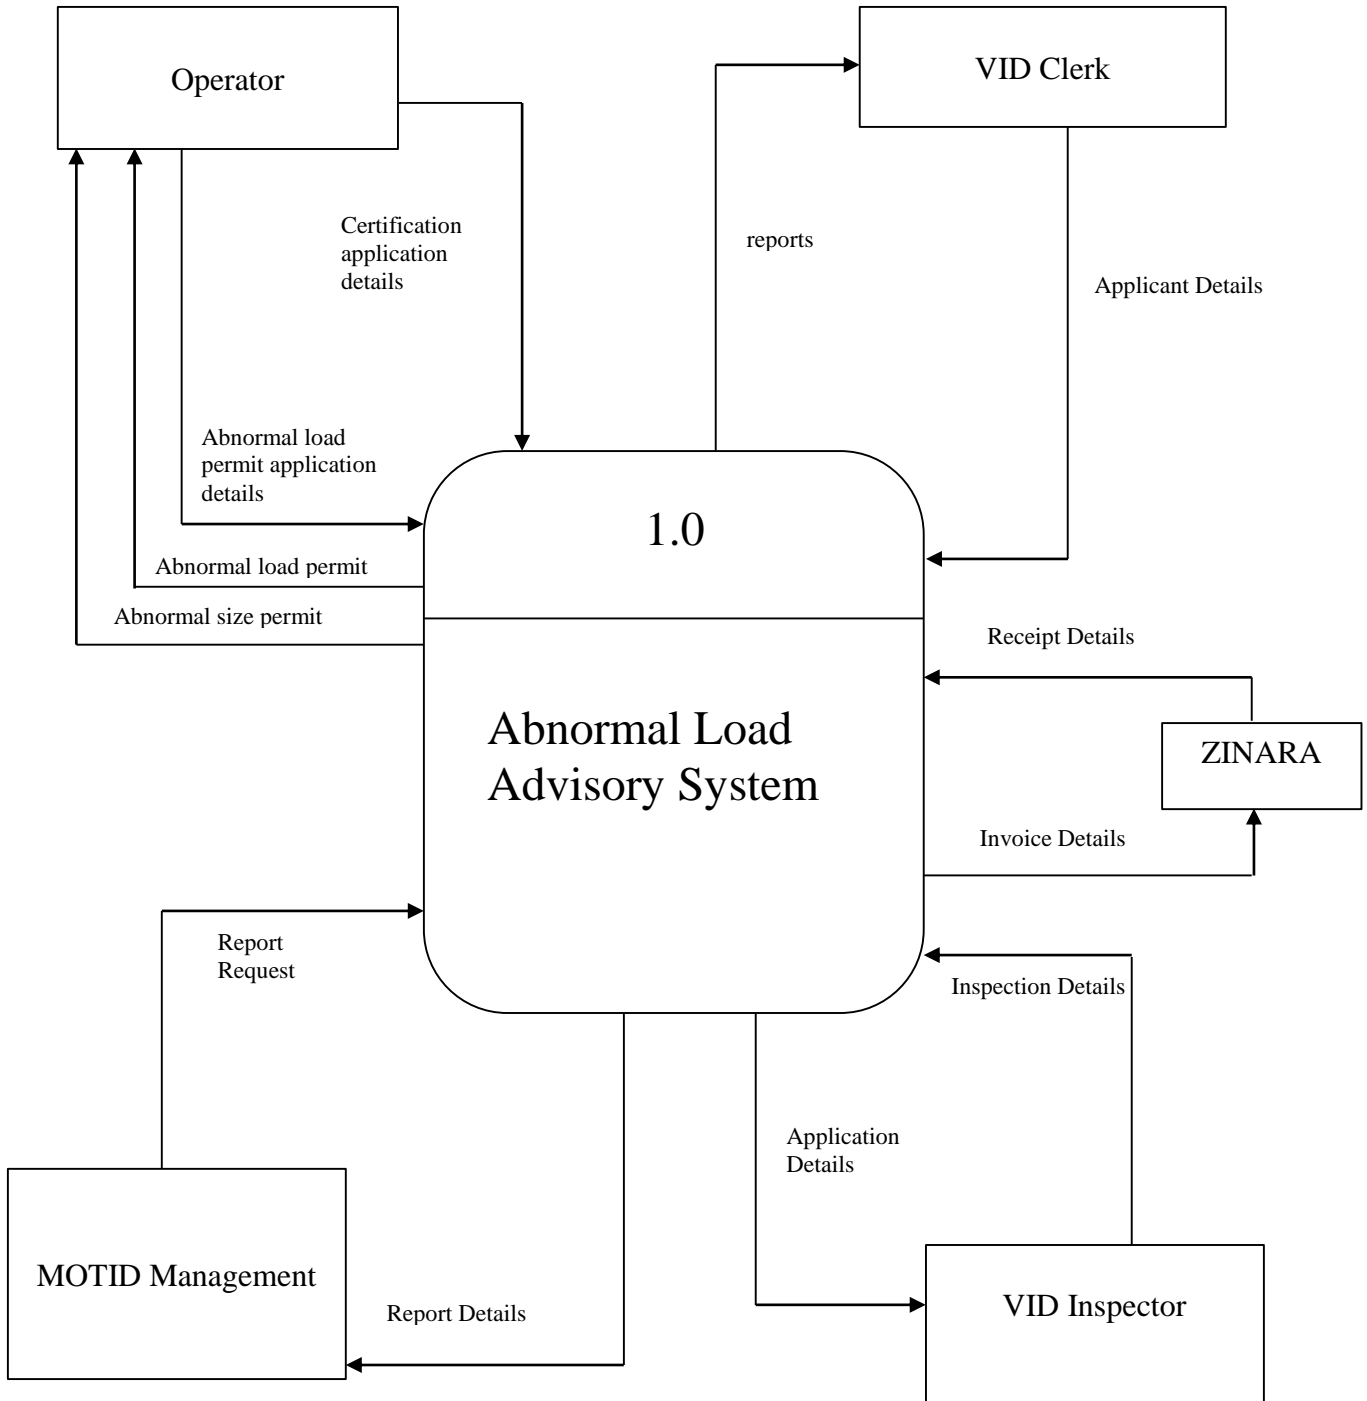 Operator
VID Clerk
Certification
application
details
reports
Applicant Details
Abnormal load
permit application
details
1.0
Abnormal load permit
Abnormal size permit
Receipt Details
Abnormal Load
Advisory System
ZINARA
Invoice Details
Report
Request
Inspection Details
Application
Details
MOTID Management
Report Details
VID Inspector